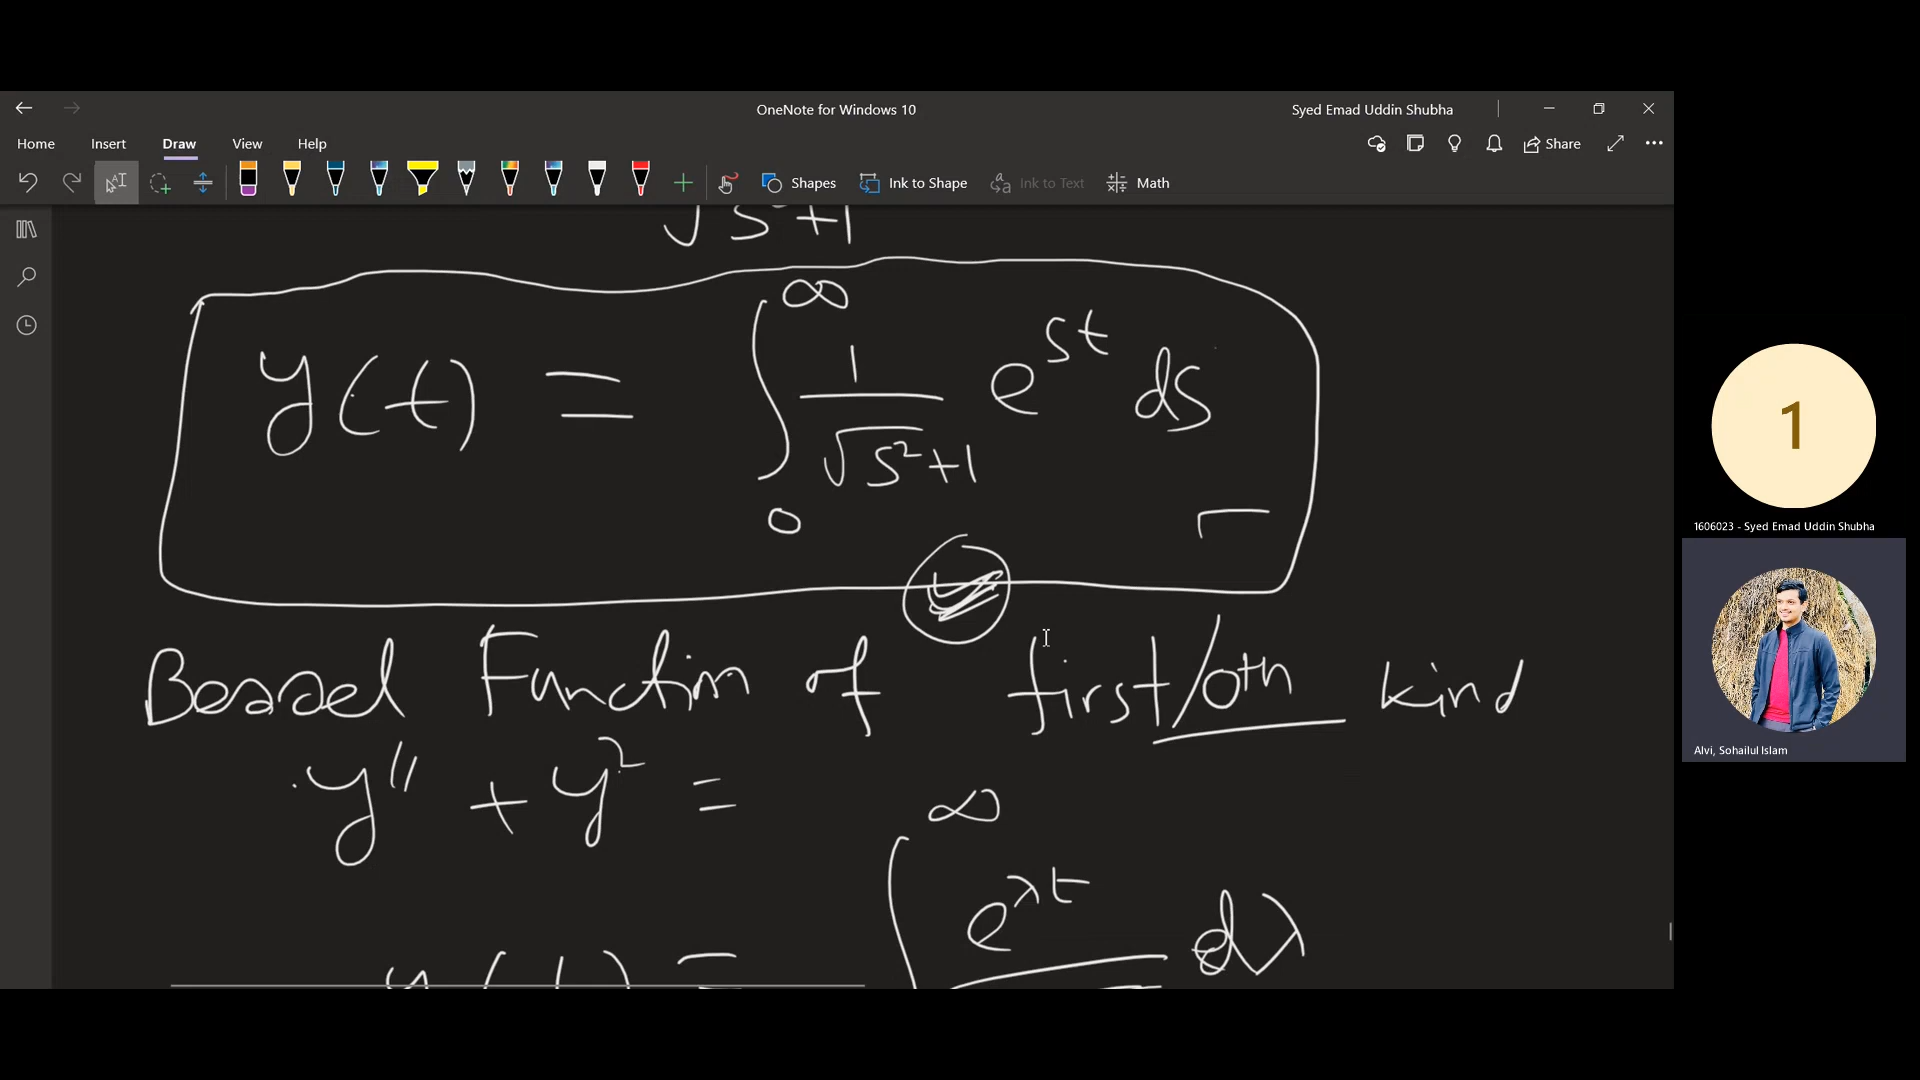 OneNote for Windows 10
Syed Emad Uddin Shubha
Home Insert Draw View Help
Share
Shapes Ink to Shape Ink to Text Math
√s²+1
y(t) = ∫₀^∞ 1/√s²+1 e^st ds
Bessel Function of first/0th kind
y'' + y² =
y(t) = ∫^∞ e^λt dλ
1
1606023 - Syed Emad Uddin Shubha
Alvi, Sohailul Islam